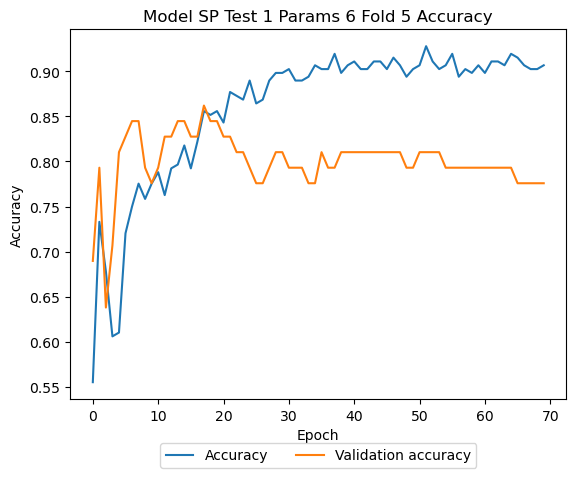 Model SP Test 1 Params 6 Fold 5 Accuracy
0.90
0.85
0.80
0.75
0.70
0.65
0.60
0.55
Accuracy
0 10 20 30 40 50 60 70
Epoch
Accuracy Validation accuracy